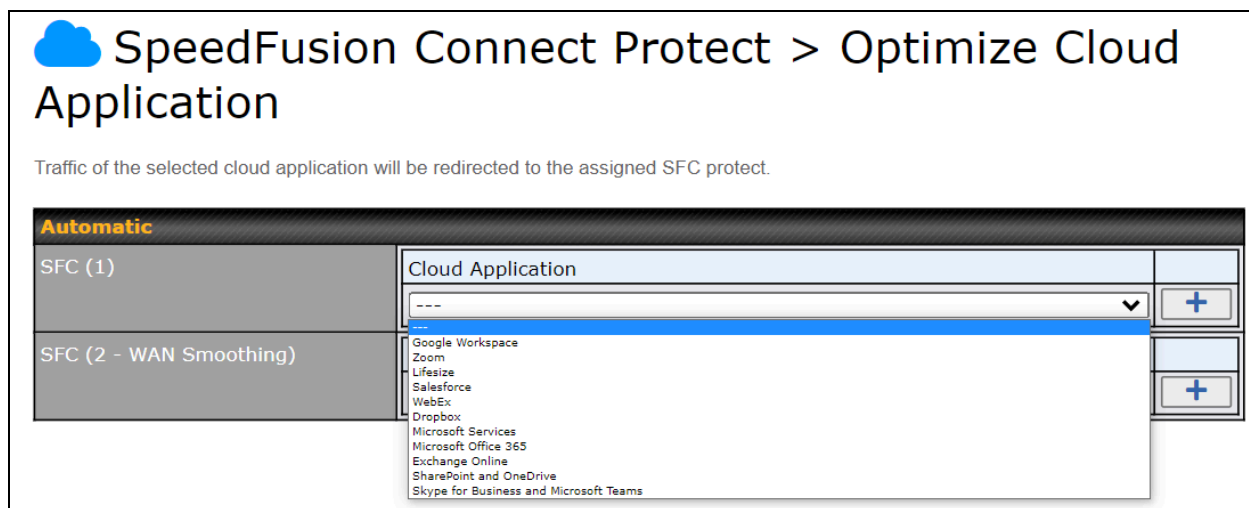 SpeedFusion Connect Protect > Optimize Cloud
Application
Traffic of the selected cloud application will be redirected to the assigned SFC protect.
Automatic
SFC (1)
Cloud Application
---
+
---
Google Workspace
Zoom
Lifesize
Salesforce
WebEx
Dropbox
Microsoft Services
Microsoft Office 365
Exchange Online
SharePoint and OneDrive
Skype for Business and Microsoft Teams
SFC (2 - WAN Smoothing)
+